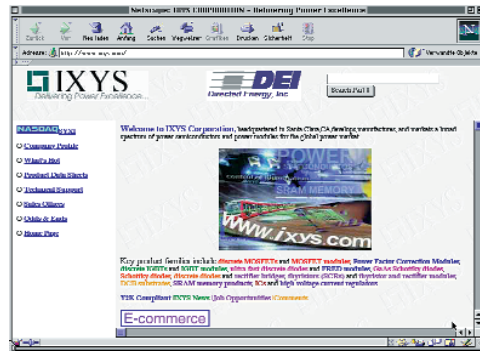 Netscape: IXYS CORPORATION - Delivering Power Excellence
Zurück Vor Neu laden Anfang Suchen Wegweiser Grafiken Drucken Sicherheit Stop
Adresse: http://www.ixys.com/ Verwandte Objekte
IXYS
Delivering Power Excellence...
DEI
Directed Energy, Inc.
Search Part #
NASDAQ SYXI
Company Profile
What's Hot
Product Data Sheets
Technical Support
Sales Offices
Odds & Ends
Home Page
Welcome to IXYS Corporation, headquartered in Santa Clara, CA, develops, manufactures, and markets a broad
spectrum of power semiconductors and power modules for the global power market
POWER
SRAM MEMORY
www.ixys.com
Key product families include discrete MOSFETs and MOSFET modules, Power Factor Correction Modules,
discrete IGBTs and IGBT modules, ultra fast discrete diodes and FRED modules, GaAs Schottky diodes,
Schottky diodes, discrete diodes and rectifier bridges, thyristors (SCRs) and thyristor and rectifier modules,
DCB substrates, SRAM memory products, ICs and high voltage current regulators
Y2K Compliant IXYS News |Job Opportunities |Comments
E-commerce